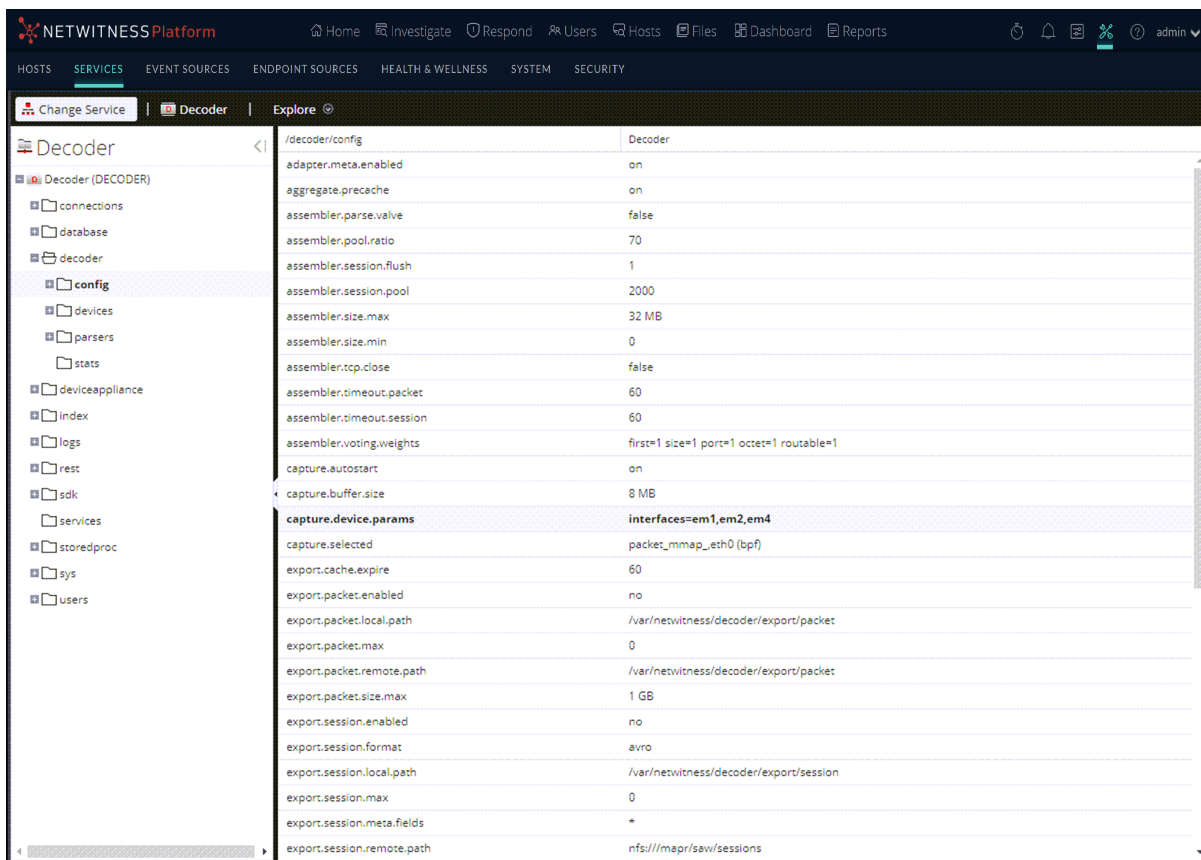 NETWITNESS Platform Home Investigate Respond Users Hosts Files Dashboard Reports admin
HOSTS SERVICES EVENT SOURCES ENDPOINT SOURCES HEALTH & WELLNESS SYSTEM SECURITY
Change Service | Decoder | Explore
Decoder
Decoder (DECODER)
connections
database
decoder
config
devices
parsers
stats
deviceappliance
index
logs
rest
sdk
services
storedproc
sys
users
/decoder/config Decoder
adapter.meta.enabled on
aggregate.precache on
assembler.parse.valve false
assembler.pool.ratio 70
assembler.session.flush 1
assembler.session.pool 2000
assembler.size.max 32 MB
assembler.size.min 0
assembler.tcp.close false
assembler.timeout.packet 60
assembler.timeout.session 60
assembler.voting.weights first=1 size=1 port=1 octet=1 routable=1
capture.autostart on
capture.buffer.size 8 MB
capture.device.params interfaces=em1,em2,em4
capture.selected packet_mmap_,eth0 (bpf)
export.cache.expire 60
export.packet.enabled no
export.packet.local.path /var/netwitness/decoder/export/packet
export.packet.max 0
export.packet.remote.path /var/netwitness/decoder/export/packet
export.packet.size.max 1 GB
export.session.enabled no
export.session.format avro
export.session.local.path /var/netwitness/decoder/export/session
export.session.max 0
export.session.meta.fields *
export.session.remote.path nfs:///mapr/saw/sessions